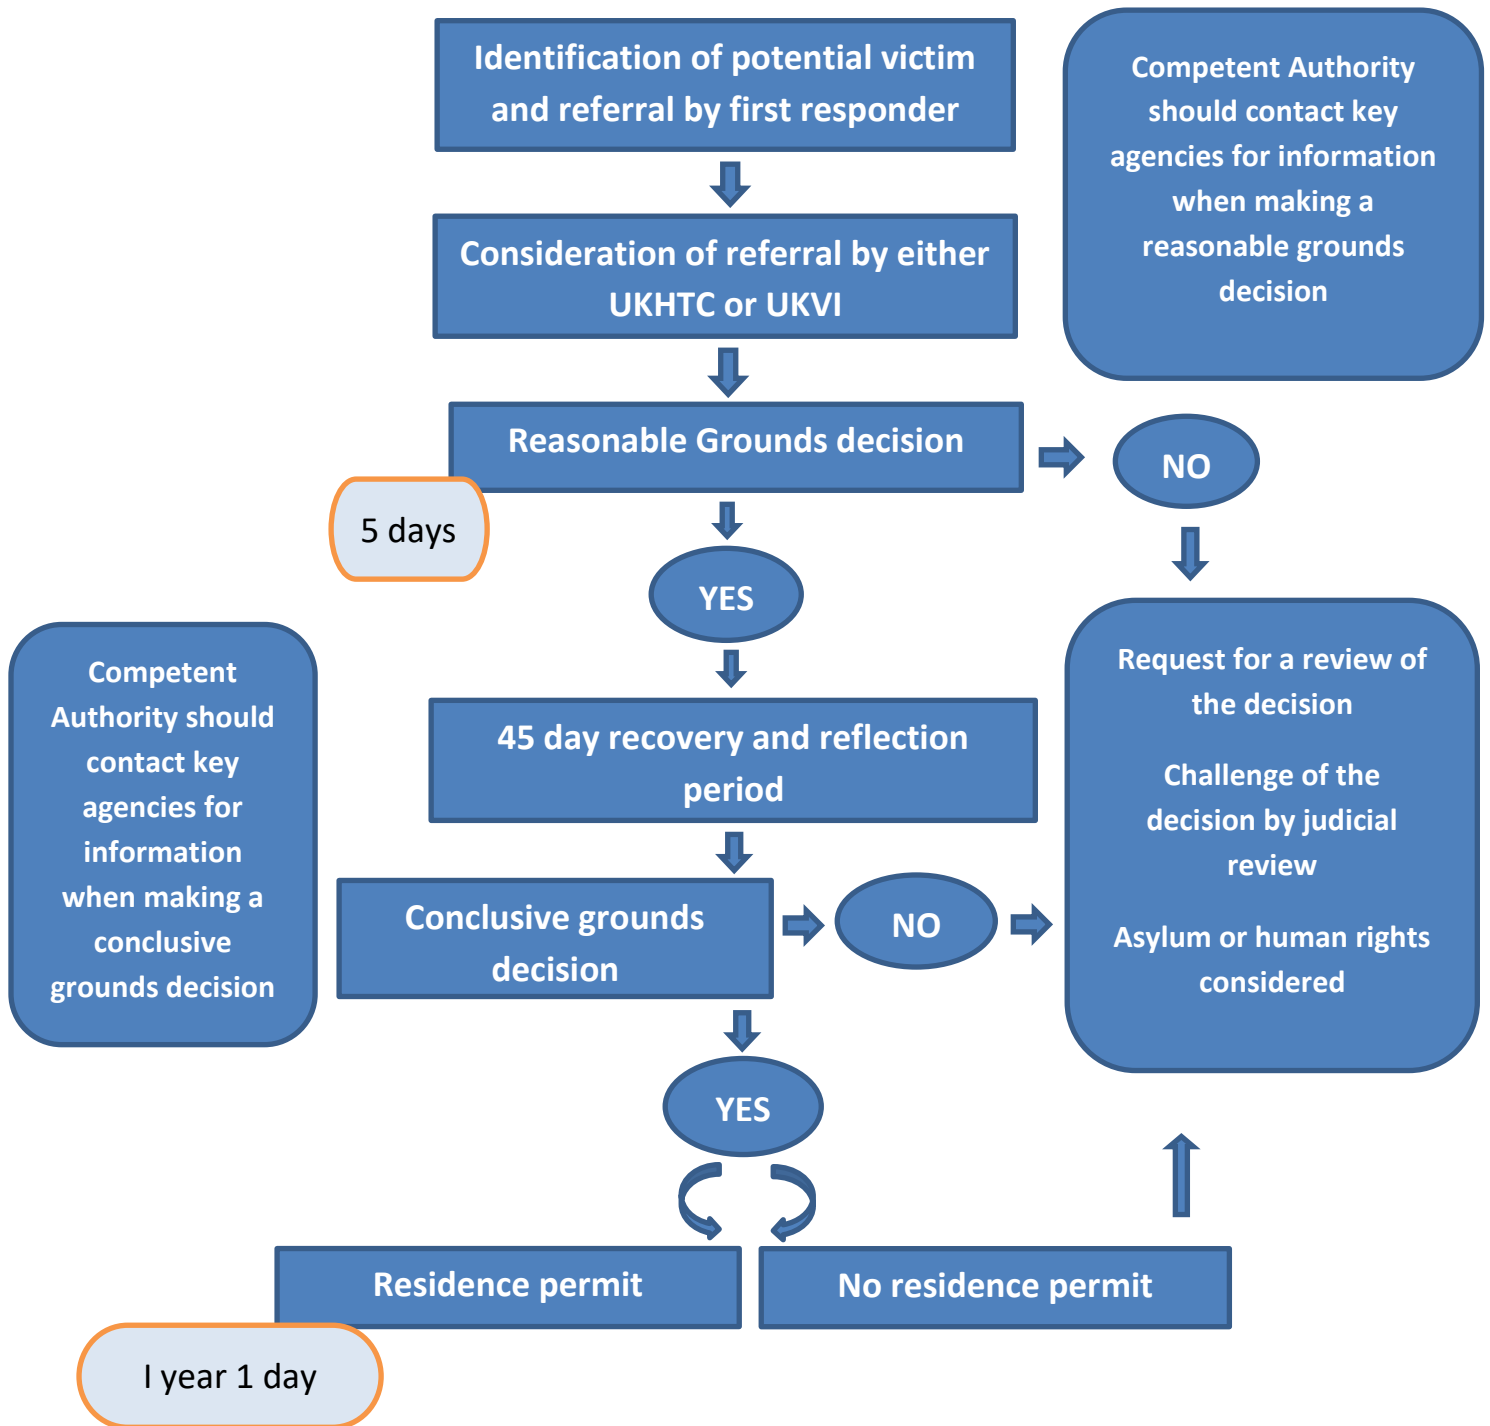 Identification of potential victim
and referral by first responder
Competent Authority
should contact key
agencies for information
when making a
reasonable grounds
decision
Consideration of referral by either
UKHTC or UKVI
Reasonable Grounds decision
NO
5 days
YES
Competent
Authority should
contact key
agencies for
information
when making a
conclusive
grounds decision
45 day recovery and reflection
period
Request for a review of
the decision
Challenge of the
decision by judicial
review
Asylum or human rights
considered
Conclusive grounds
decision
NO
YES
Residence permit
No residence permit
I year 1 day